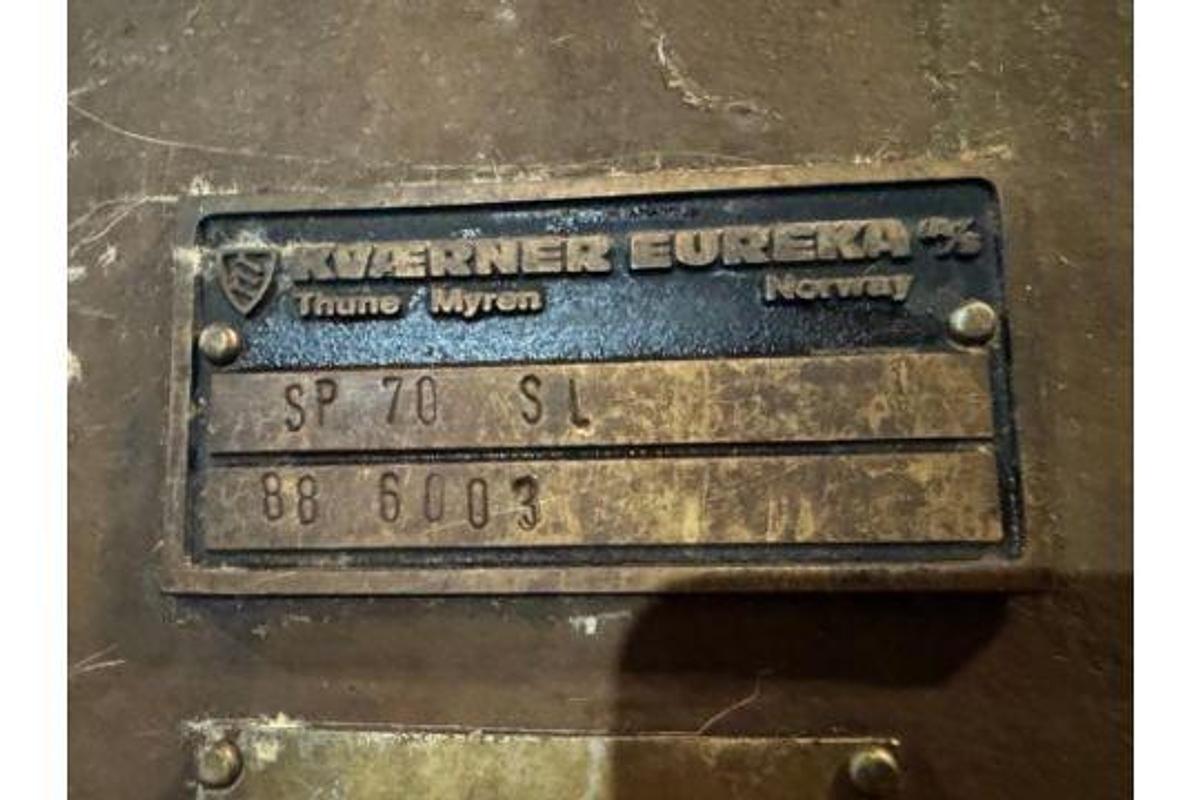 KVÆRNER EUREKA A/S
Thune Myren Norway
SP 70 SL
88 6003